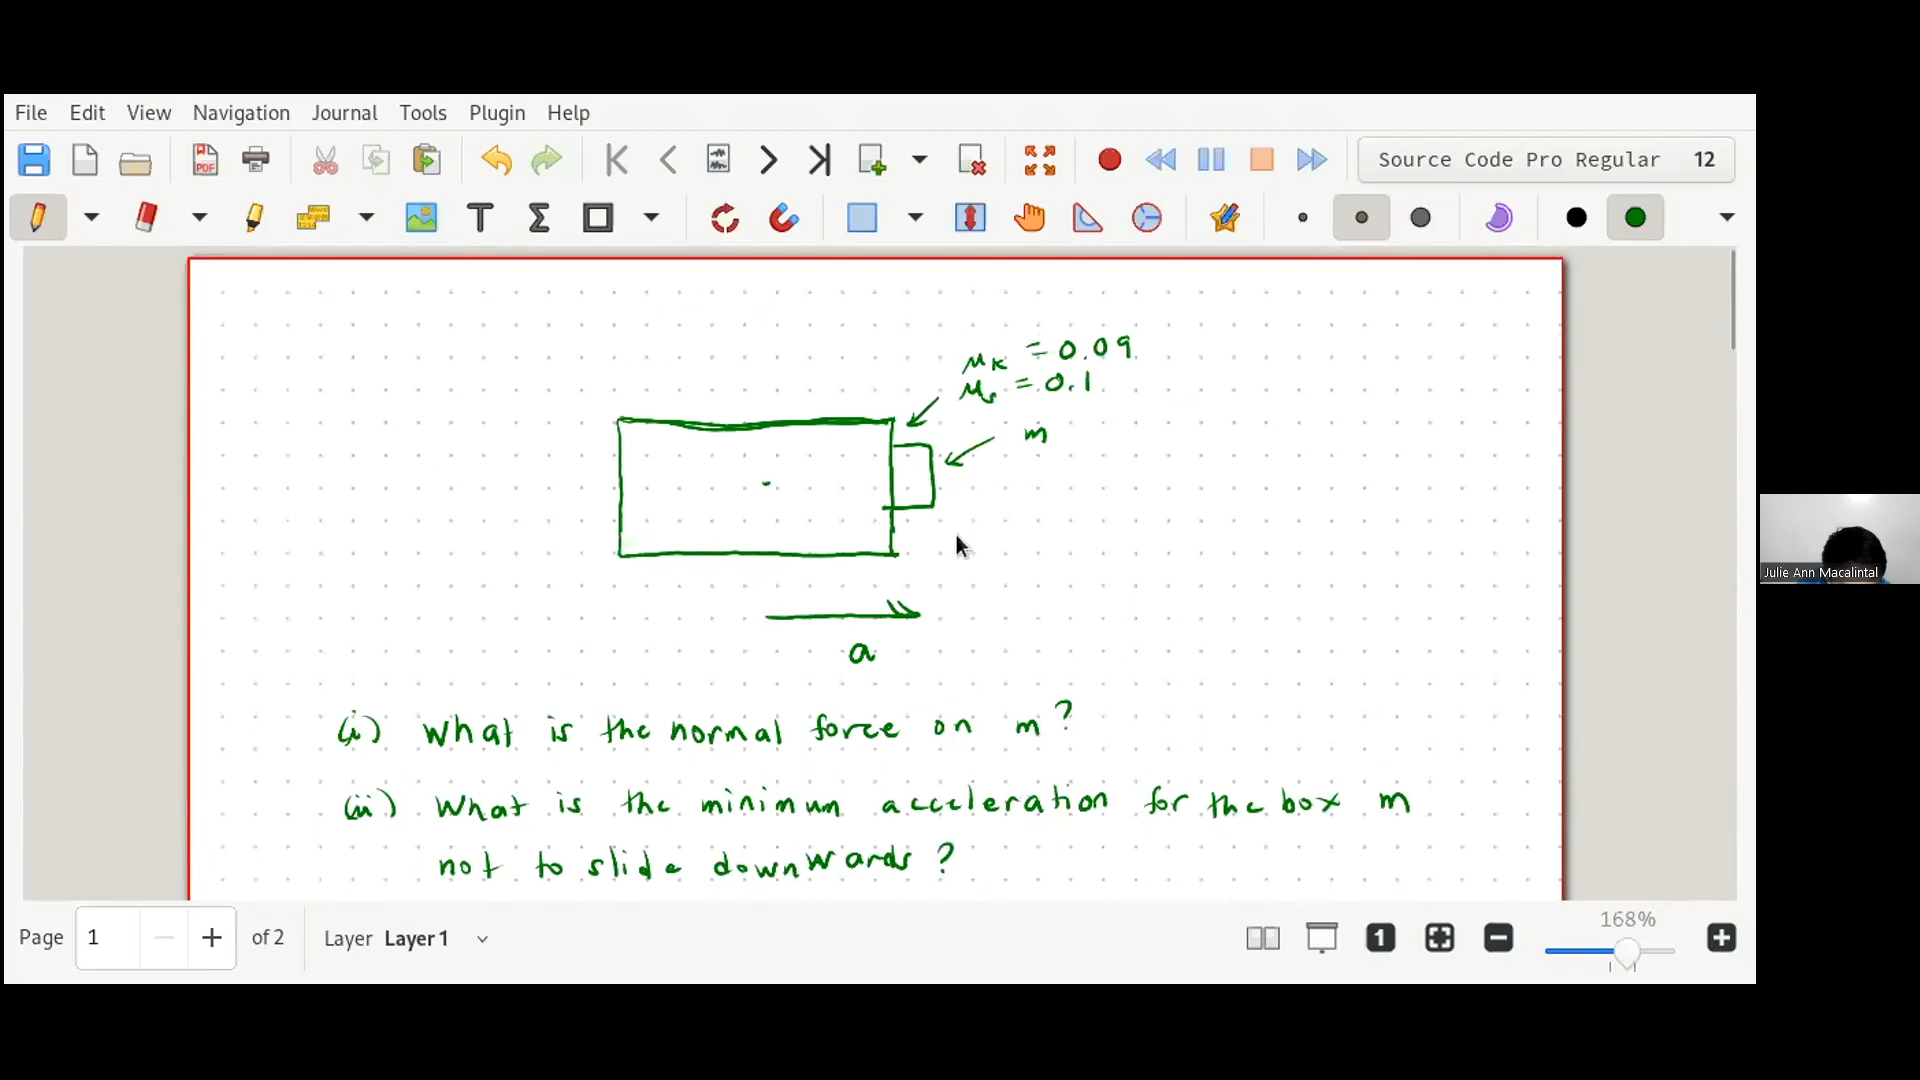 File Edit View Navigation Journal Tools Plugin Help
Source Code Pro Regular 12
μk = 0.09
μs = 0.1
m
a
(i) What is the normal force on m?
(ii) What is the minimum acceleration for the box m
not to slide downwards?
Julie Ann Macalintal
Page 1 of 2 Layer Layer 1 168%